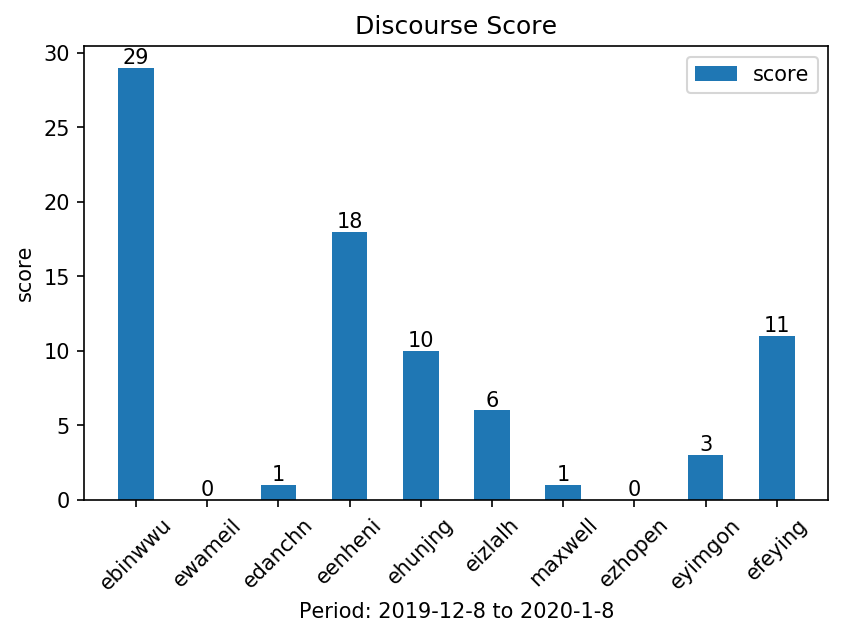 Discourse Score
score
30
25
20
15
10
5
0
score
29
0
1
18
10
6
1
0
3
11
ebinwwu
ewameil
edanchn
eenheni
ehunjng
eizlalh
maxwell
ezhopen
eyimgon
efeying
Period: 2019-12-8 to 2020-1-8